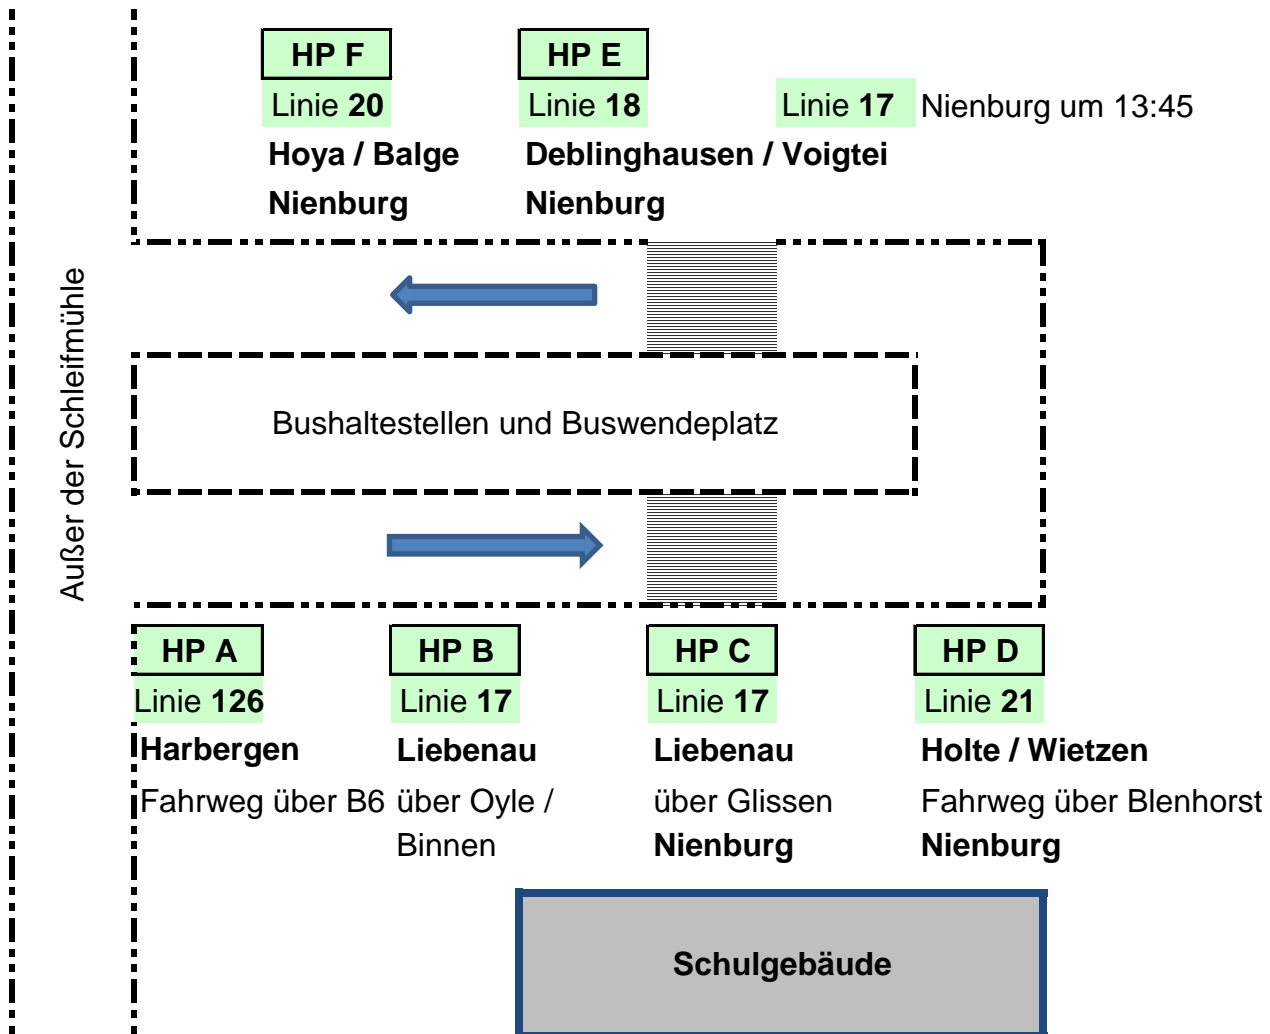 HP F HP E
Linie 20 Linie 18 Linie 17 Nienburg um 13:45
Hoya / Balge Deblinghausen / Voigtei
Nienburg Nienburg
Außer der Schleifmühle
Bushaltestellen und Buswendeplatz
HP A HP B HP C HP D
Linie 126 Linie 17 Linie 17 Linie 21
Harbergen Liebenau Liebenau Holte / Wietzen
Fahrweg über B6 über Oyle / über Glissen Fahrweg über Blenhorst
Binnen Nienburg Nienburg
Schulgebäude